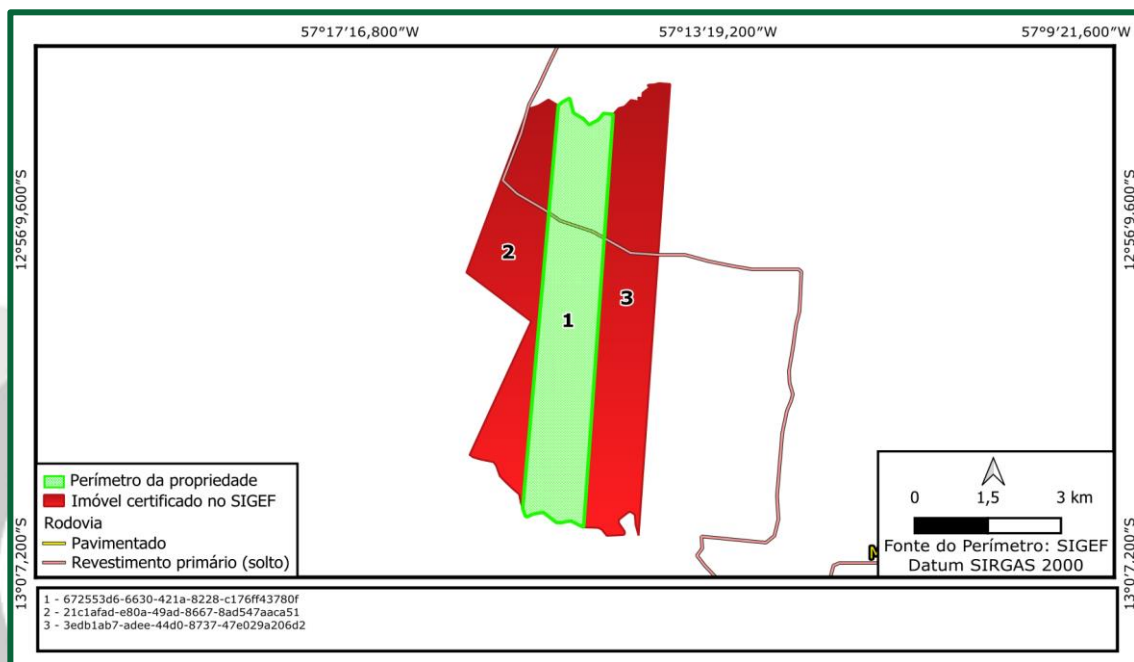 57°17′16,800″W 57°13′19,200″W 57°9′21,600″W
12°56′9,600″S 12°56′9,600″S
2
3
1
Perímetro da propriedade
Imóvel certificado no SIGEF
Rodovia
Pavimentado
Revestimento primário (solto)
0 1,5 3 km
Fonte do Perímetro: SIGEF
Datum SIRGAS 2000
13°0′7,200″S 13°0′7,200″S
1 - 672553d6-6630-421a-8228-c176ff43780f
2 - 21c1afad-e80a-49ad-8667-8ad547aaca51
3 - 3edb1ab7-adee-44d0-8737-47e029a206d2